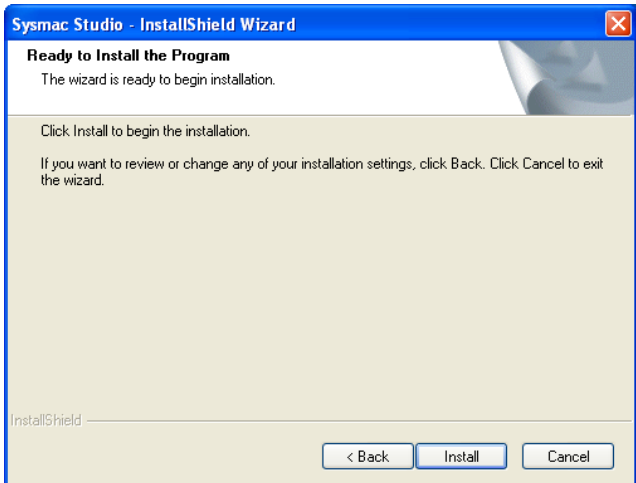 Sysmac Studio - InstallShield Wizard
Ready to Install the Program
The wizard is ready to begin installation.
Click Install to begin the installation.
If you want to review or change any of your installation settings, click Back. Click Cancel to exit
the wizard.
InstallShield
< Back
Install
Cancel